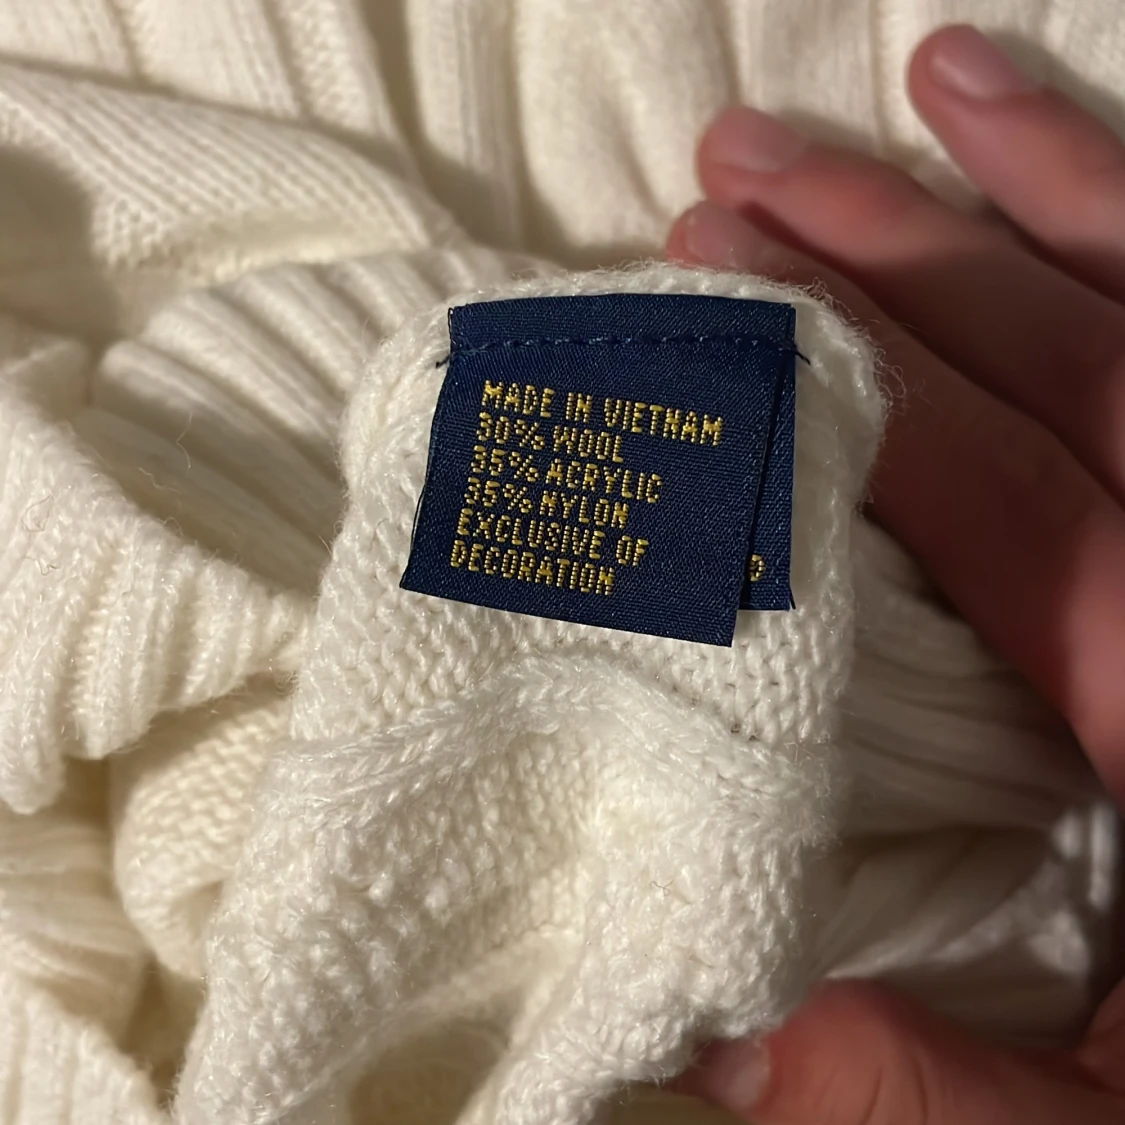 MADE IN VIETNAM
30% WOOL
35% ACRYLIC
35% NYLON
EXCLUSIVE OF
DECORATION